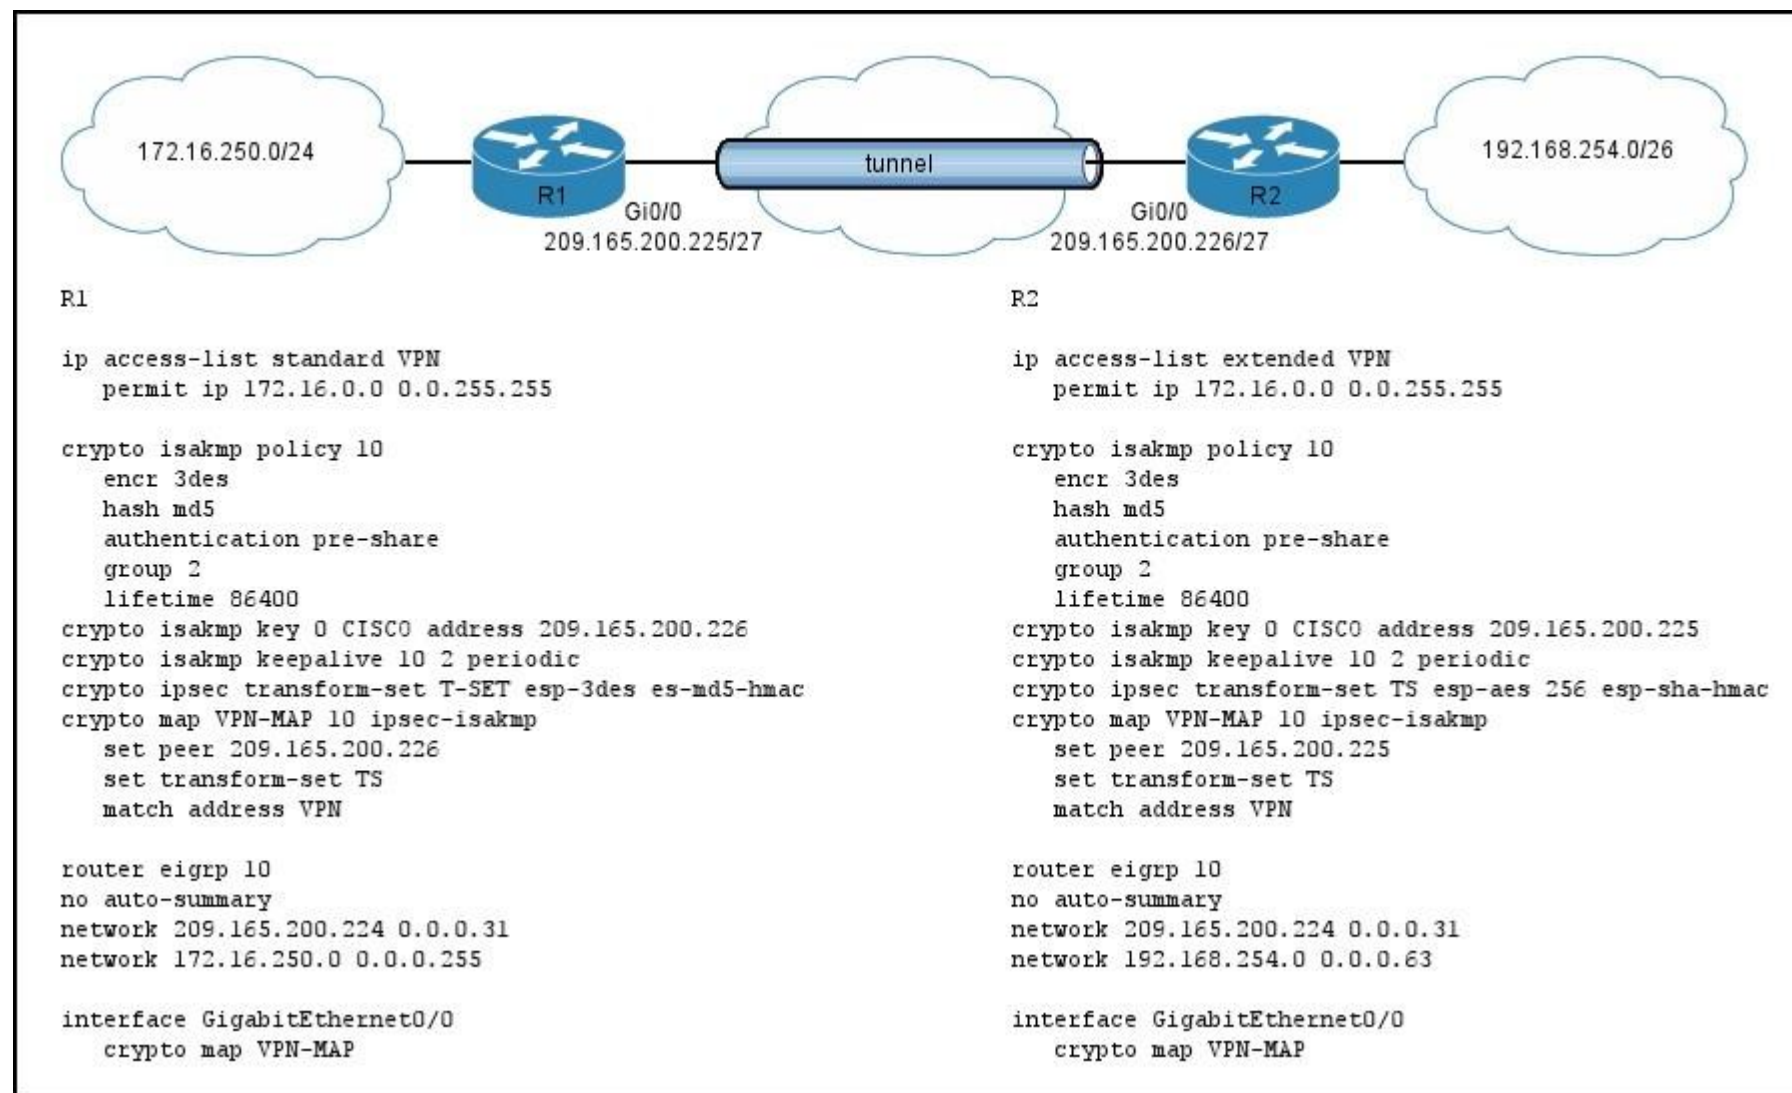 172.16.250.0/24
tunnel
192.168.254.0/26
R1
R2
Gi0/0
209.165.200.225/27
Gi0/0
209.165.200.226/27
R1
ip access-list standard VPN
permit ip 172.16.0.0 0.0.255.255
crypto isakmp policy 10
encr 3des
hash md5
authentication pre-share
group 2
lifetime 86400
crypto isakmp key 0 CISCO address 209.165.200.226
crypto isakmp keepalive 10 2 periodic
crypto ipsec transform-set T-SET esp-3des es-md5-hmac
crypto map VPN-MAP 10 ipsec-isakmp
set peer 209.165.200.226
set transform-set TS
match address VPN
router eigrp 10
no auto-summary
network 209.165.200.224 0.0.0.31
network 172.16.250.0 0.0.0.255
interface GigabitEthernet0/0
crypto map VPN-MAP
R2
ip access-list extended VPN
permit ip 172.16.0.0 0.0.255.255
crypto isakmp policy 10
encr 3des
hash md5
authentication pre-share
group 2
lifetime 86400
crypto isakmp key 0 CISCO address 209.165.200.225
crypto isakmp keepalive 10 2 periodic
crypto ipsec transform-set TS esp-aes 256 esp-sha-hmac
crypto map VPN-MAP 10 ipsec-isakmp
set peer 209.165.200.225
set transform-set TS
match address VPN
router eigrp 10
no auto-summary
network 209.165.200.224 0.0.0.31
network 192.168.254.0 0.0.0.63
interface GigabitEthernet0/0
crypto map VPN-MAP